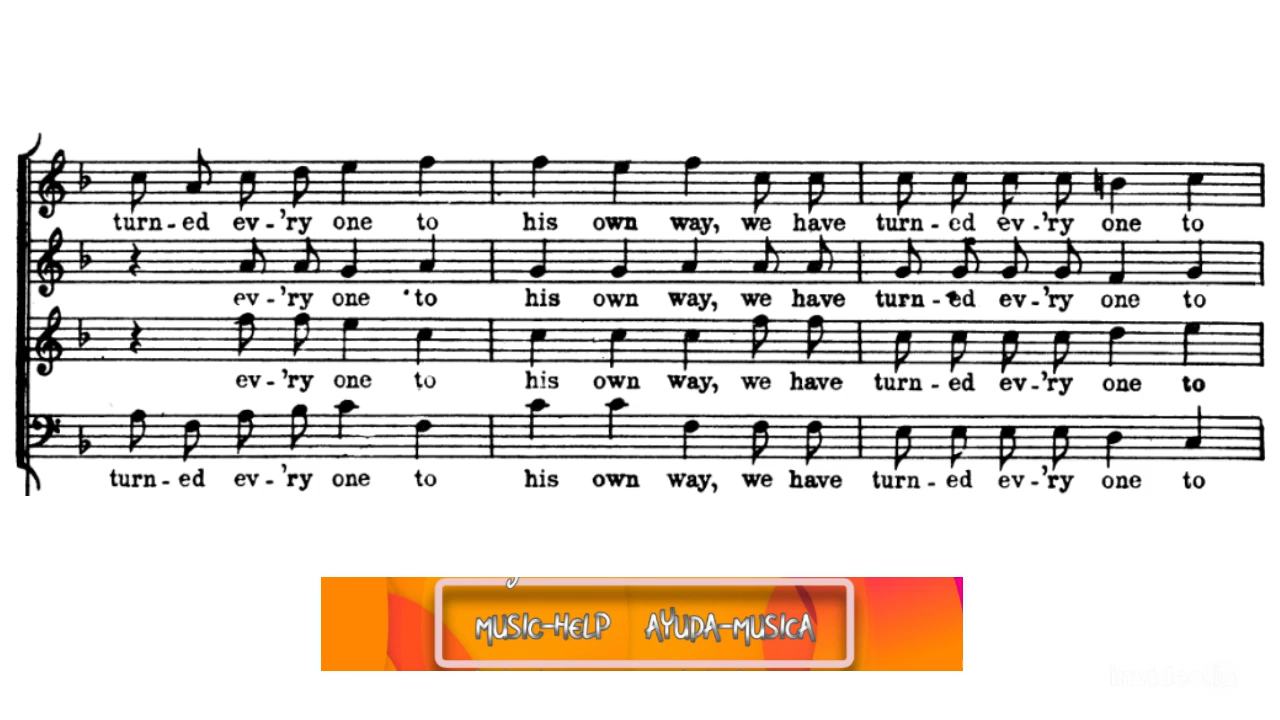 turn-ed ev-'ry one to his own way, we have turn-ed ev-'ry one to
ev-'ry one to his own way, we have turn-ed ev-'ry one to
ev-'ry one to his own way, we have turn-ed ev-'ry one to
turn-ed ev-'ry one to his own way, we have turn-ed ev-'ry one to
MUSIC-HELP AYUDA-MUSICA